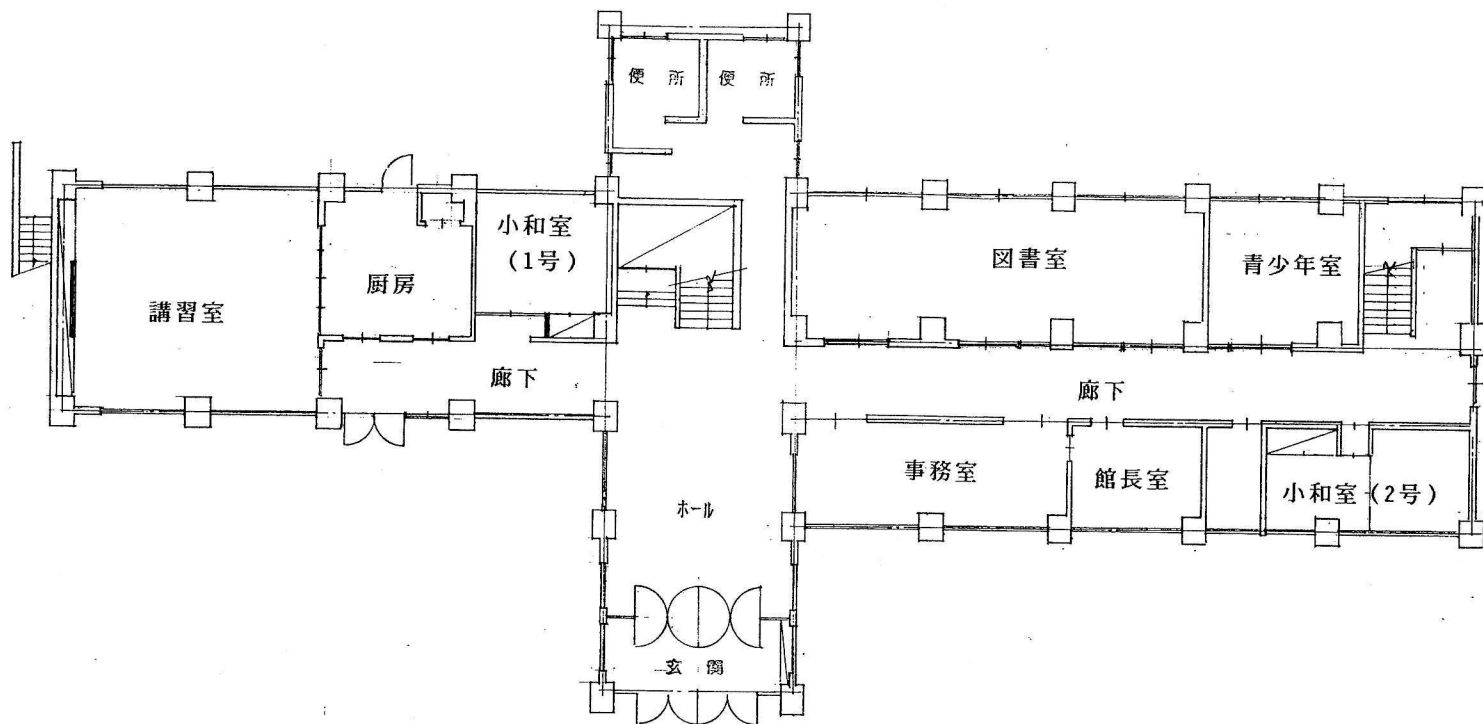 便所
便所
小和室
(1号)
厨房
講習室
廊下
図書室
青少年室
廊下
事務室
館長室
小和室(2号)
ホール
玄関